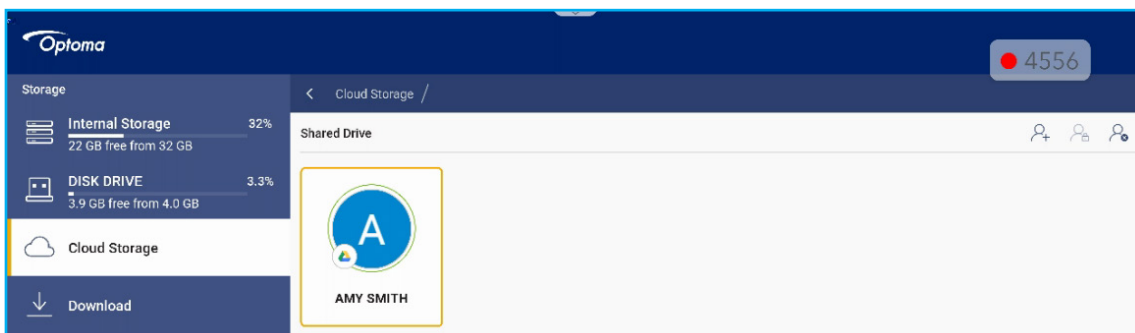 Optoma
4556
Storage
Cloud Storage /
Internal Storage 32%
22 GB free from 32 GB
Shared Drive
DISK DRIVE 3.3%
3.9 GB free from 4.0 GB
Cloud Storage
A
Download
AMY SMITH